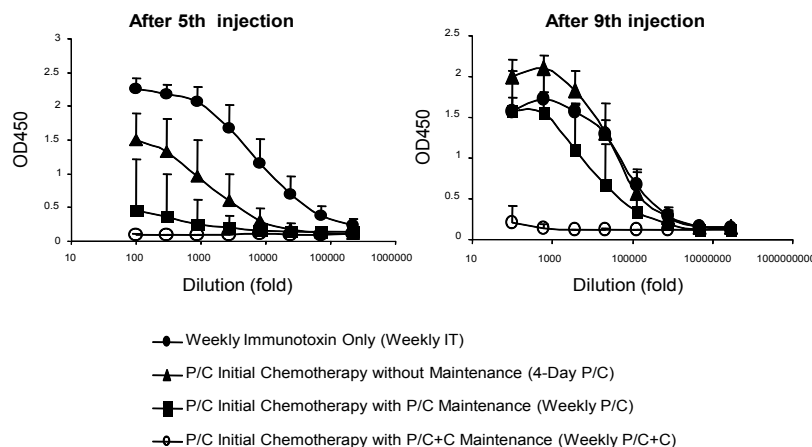 After 5th injection
3
2.5
2
1.5
1
0.5
0
OD450
10 100 1000 10000 100000 1000000
Dilution (fold)
After 9th injection
2.5
2
1.5
1
0.5
0
OD450
10 1000 100000 10000000 1000000000
Dilution (fold)
Weekly Immunotoxin Only (Weekly IT)
P/C Initial Chemotherapy without Maintenance (4-Day P/C)
P/C Initial Chemotherapy with P/C Maintenance (Weekly P/C)
P/C Initial Chemotherapy with P/C+C Maintenance (Weekly P/C+C)